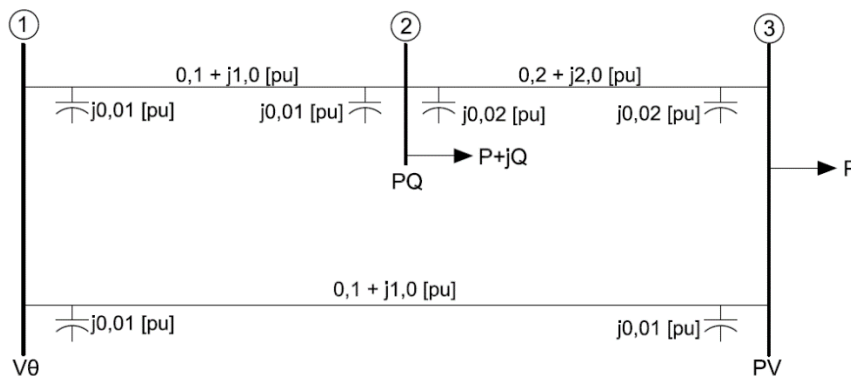 1 2 3
0,1 + j1,0 [pu] 0,2 + j2,0 [pu]
j0,01 [pu] j0,01 [pu] j0,02 [pu] j0,02 [pu]
P+jQ
PQ
0,1 + j1,0 [pu]
j0,01 [pu] j0,01 [pu]
Vθ PV